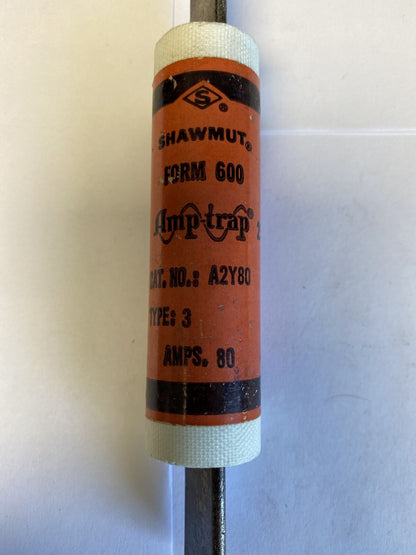 S ®
SHAWMUT®
FORM 600
Amp-trap®
CAT. NO.: A2Y80
TYPE: 3
AMPS. 80